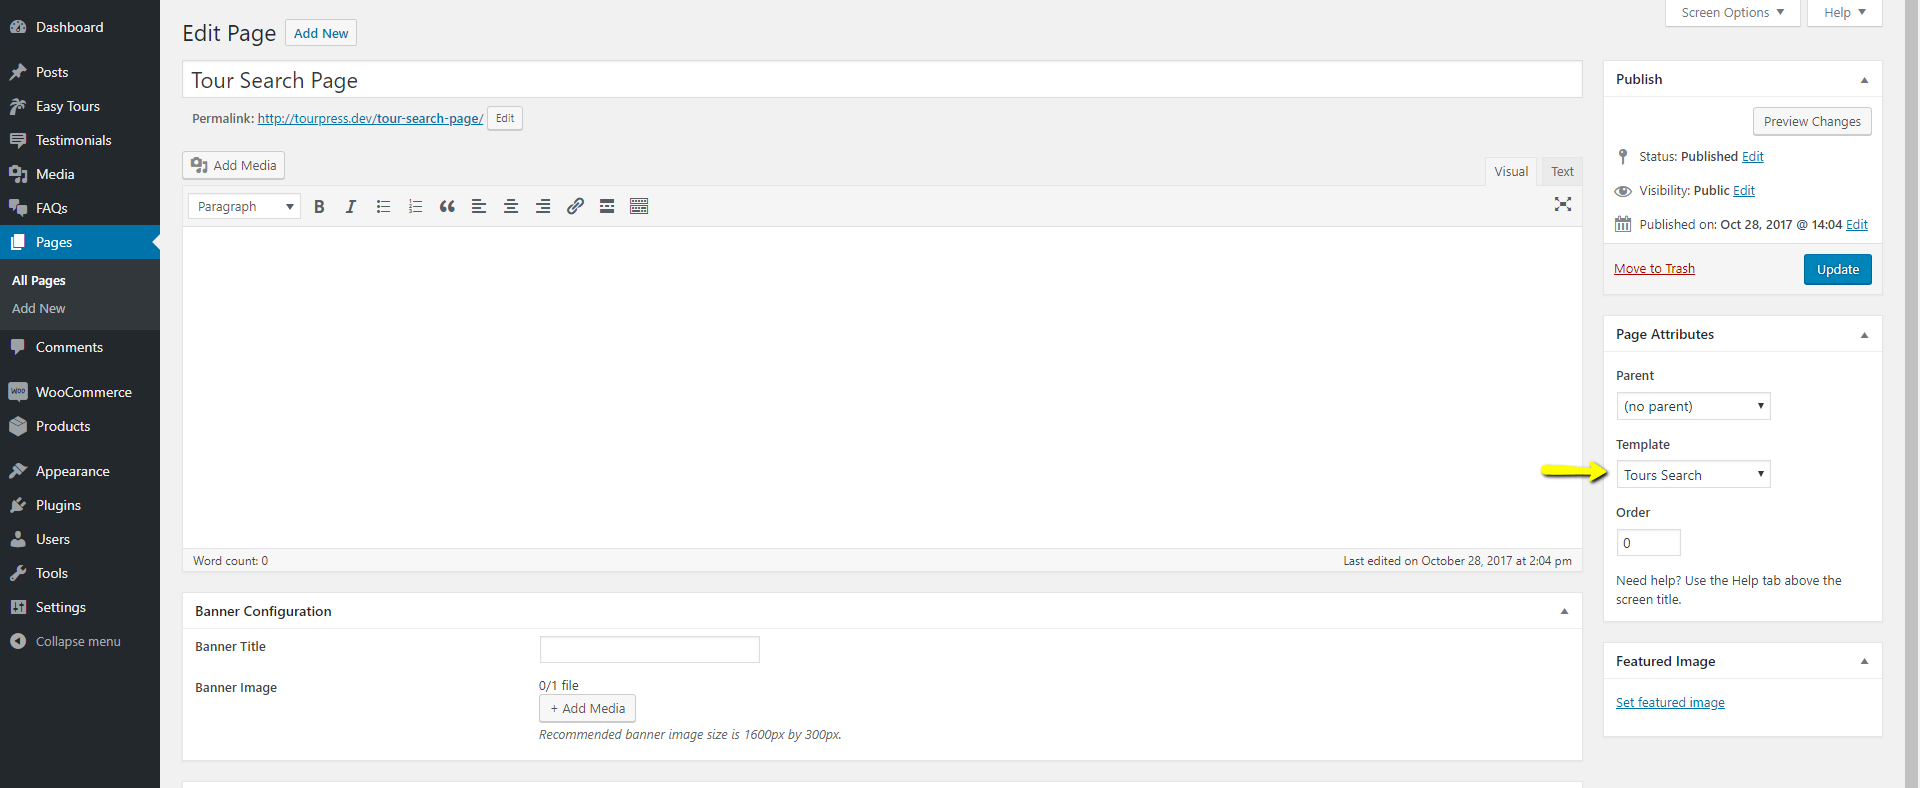 Dashboard
Posts
Easy Tours
Testimonials
Media
FAQs
Pages
All Pages
Add New
Comments
WOO
WooCommerce
Products
Appearance
Plugins
Users
Tools
Settings
Collapse menu
Screen Options
Help
Edit Page
Add New
Tour Search Page
Permalink: http://tourpress.dev/tour-search-page/ Edit
Add Media
Visual
Text
Paragraph
Word count: 0
Last edited on October 28, 2017 at 2:04 pm
Banner Configuration
Banner Title
Banner Image
0/1 file
+ Add Media
Recommended banner image size is 1600px by 300px.
Publish
Preview Changes
Status: Published Edit
Visibility: Public Edit
Published on: Oct 28, 2017 @ 14:04 Edit
Move to Trash
Update
Page Attributes
Parent
(no parent)
Template
Tours Search
Order
0
Need help? Use the Help tab above the
screen title.
Featured Image
Set featured image